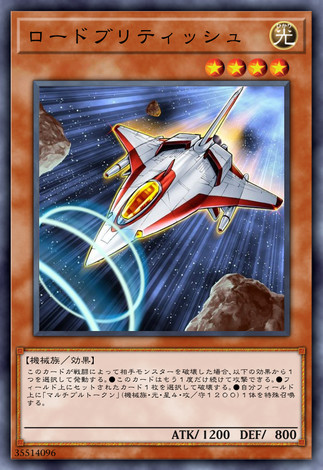 ロードブリティッシュ
光
【機械族／効果】
このカードが戦闘によって相手モンスターを破壊した場合、以下の効果から１
つを選択して発動する。●このカードはもう１度だけ続けて攻撃できる。●フ
ィールド上にセットされたカード１枚を選択して破壊する。●自分フィールド
上に「マルチプルトークン」（機械族・光・星４・攻／守１２００）１体を特殊召
喚する。
ATK/1200 DEF/ 800
35514096